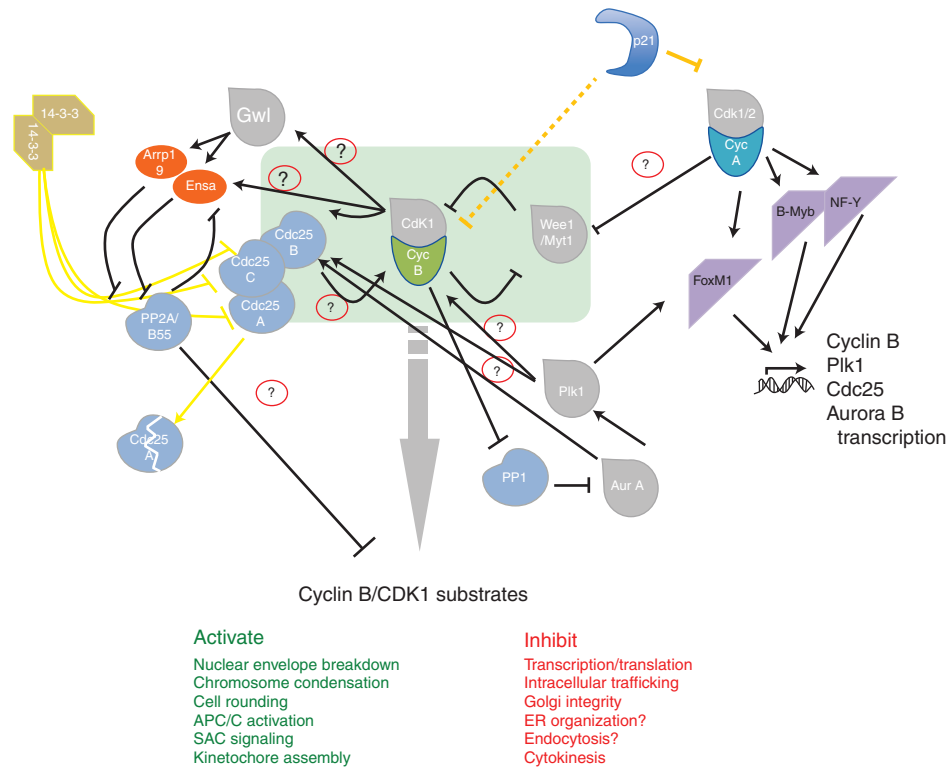 p21
14-3-3
14-3-3
Gwl
Cdk1/2
Cyc
A
?
?
?
Arrp1
9
Ensa
B-Myb
NF-Y
CdK1
Cyc
B
Wee1
/Myt1
Cdc25
B
Cdc25
C
Cdc25
A
FoxM1
PP2A/
B55
?
?
?
?
Plk1
Cyclin B
Plk1
Cdc25
Aurora B
transcription
Cdc25
A
PP1
Aur A
Cyclin B/CDK1 substrates
Activate
Nuclear envelope breakdown
Chromosome condensation
Cell rounding
APC/C activation
SAC signaling
Kinetochore assembly
Inhibit
Transcription/translation
Intracellular trafficking
Golgi integrity
ER organization?
Endocytosis?
Cytokinesis